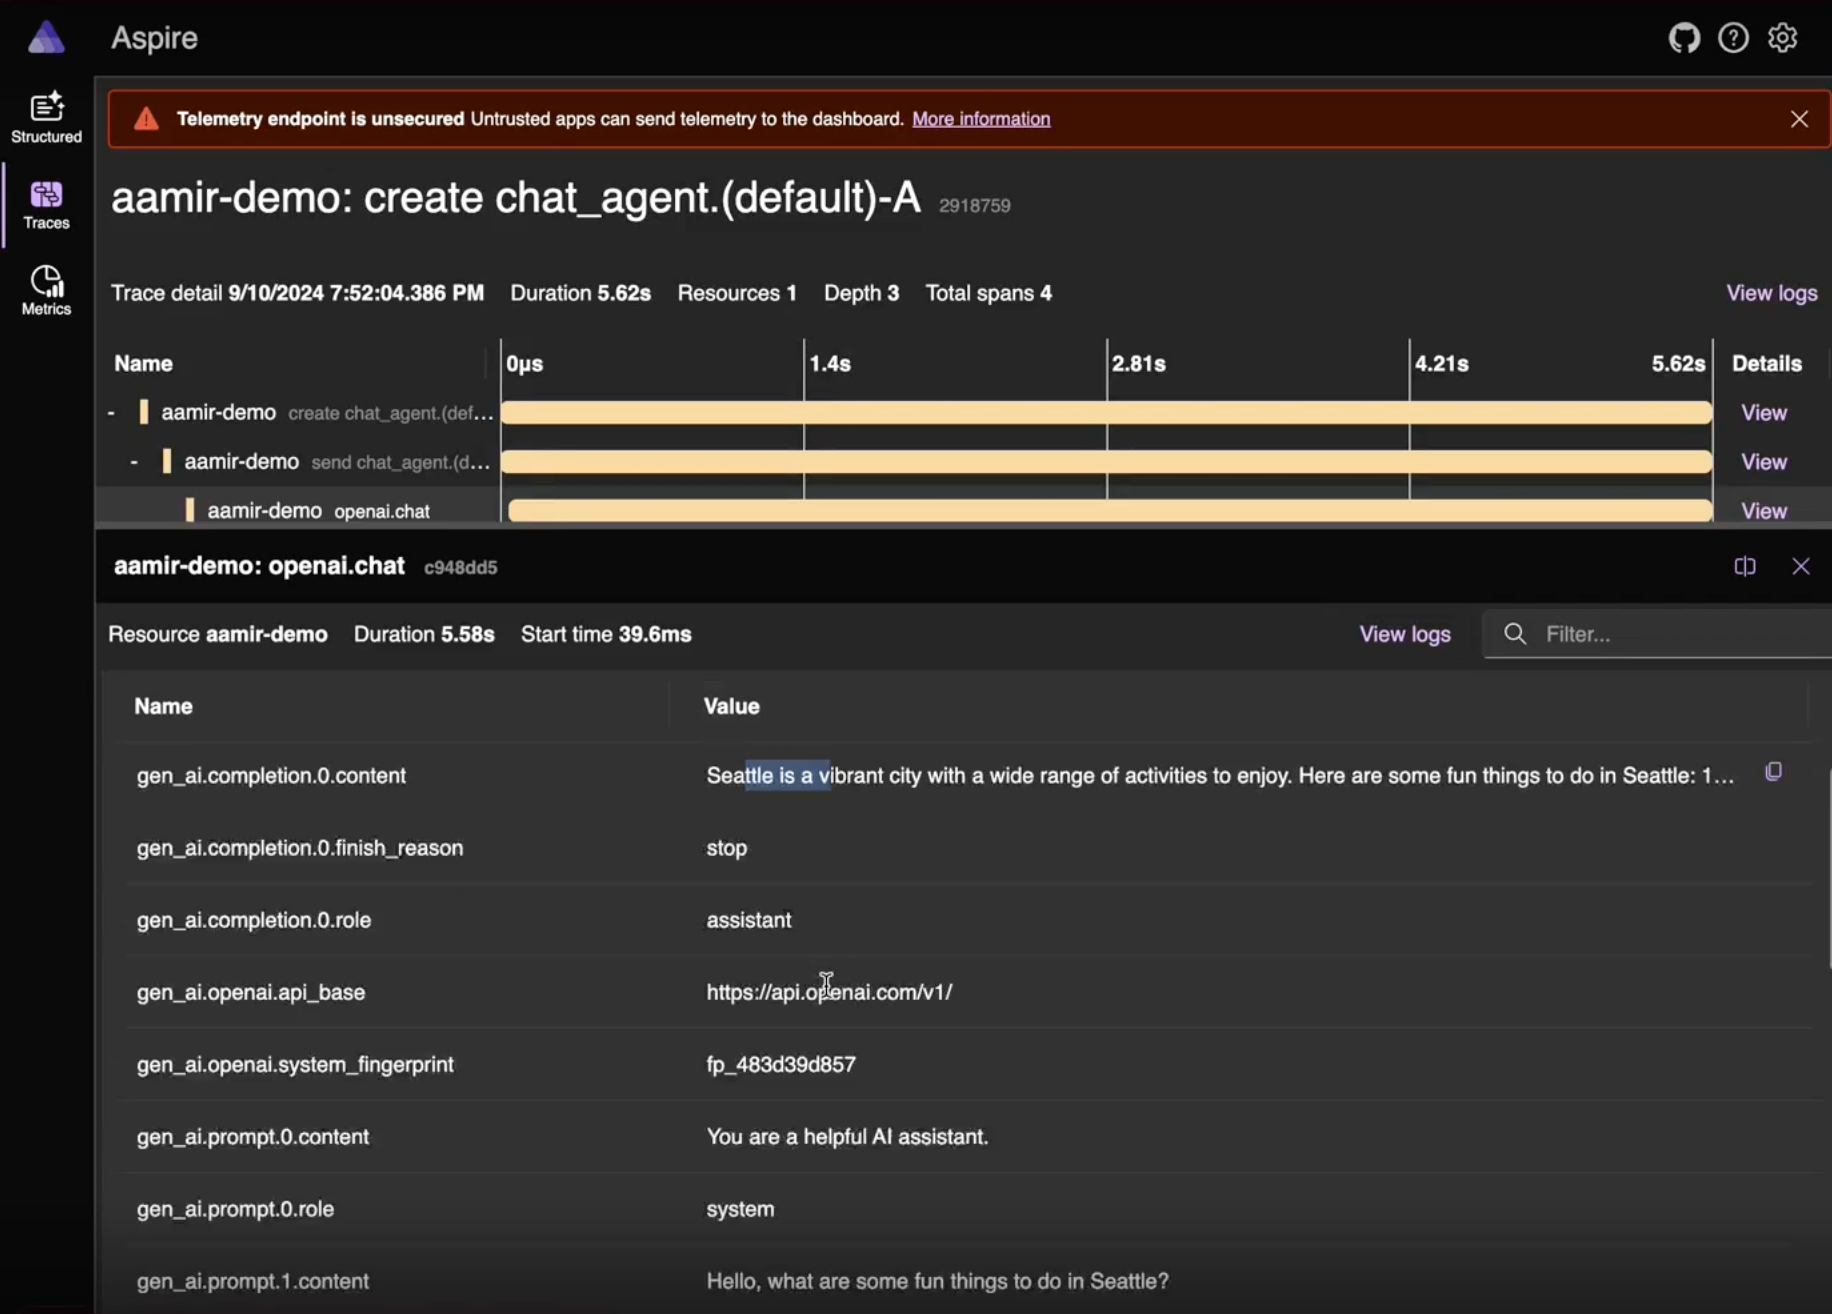 Aspire
Structured
Traces
Metrics
Telemetry endpoint is unsecured Untrusted apps can send telemetry to the dashboard. More information
aamir-demo: create chat_agent.(default)-A 2918759
Trace detail 9/10/2024 7:52:04.386 PM Duration 5.62s Resources 1 Depth 3 Total spans 4 View logs
Name 0µs 1.4s 2.81s 4.21s 5.62s Details
- aamir-demo create chat_agent.(def... View
- aamir-demo send chat_agent.(d... View
aamir-demo openai.chat View
aamir-demo: openai.chat c948dd5
Resource aamir-demo Duration 5.58s Start time 39.6ms View logs Filter...
Name Value
gen_ai.completion.0.content Seattle is a vibrant city with a wide range of activities to enjoy. Here are some fun things to do in Seattle: 1...
gen_ai.completion.0.finish_reason stop
gen_ai.completion.0.role assistant
gen_ai.openai.api_base https://api.openai.com/v1/
gen_ai.openai.system_fingerprint fp_483d39d857
gen_ai.prompt.0.content You are a helpful AI assistant.
gen_ai.prompt.0.role system
gen_ai.prompt.1.content Hello, what are some fun things to do in Seattle?